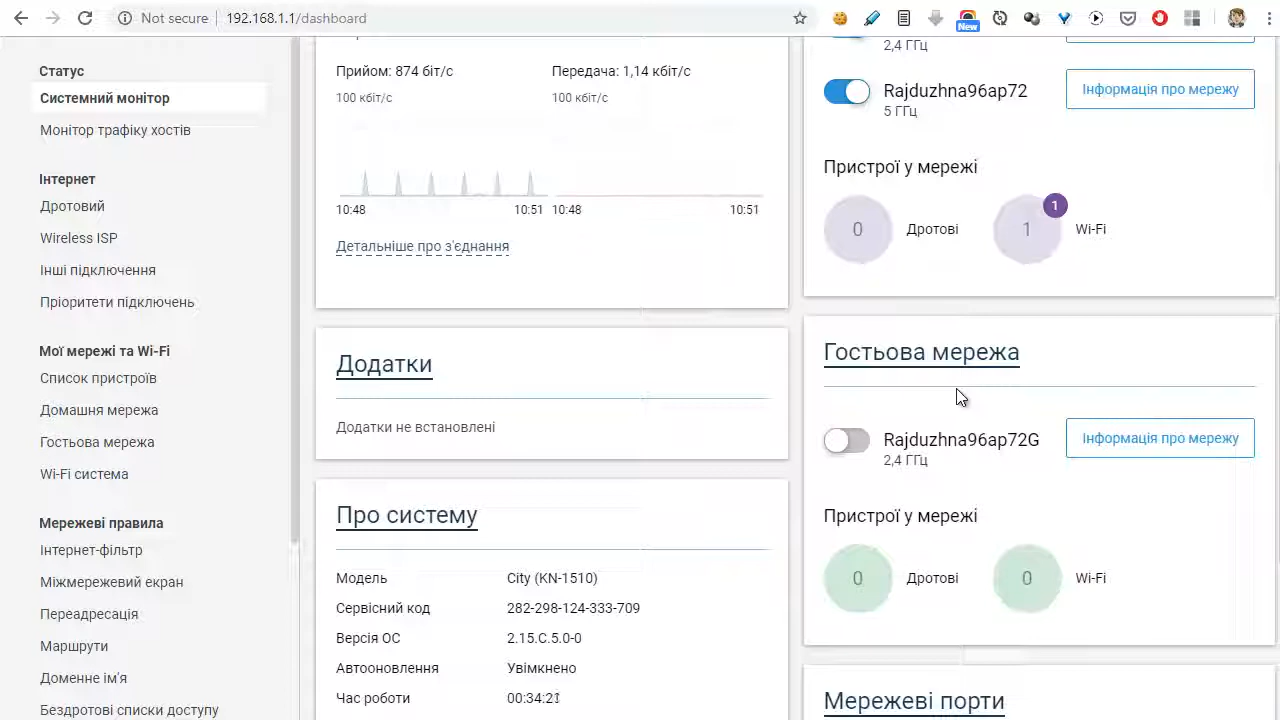 Not secure
192.168.1.1/dashboard
New
Статус
Системний монітор
Монітор трафіку хостів
Інтернет
Дротовий
Wireless ISP
Інші підключення
Пріоритети підключень
Мої мережі та Wi-Fi
Список пристроїв
Домашня мережа
Гостьова мережа
Wi-Fi система
Мережеві правила
Інтернет-фільтр
Міжмережевий екран
Переадресація
Маршрути
Доменне ім'я
Бездротові списки доступу
Прийом: 874 біт/с
Передача: 1,14 кбіт/с
100 кбіт/с
100 кбіт/с
10:48
10:51
10:48
10:51
Детальніше про з'єднання
Додатки
Додатки не встановлені
Про систему
Модель City (KN-1510)
Сервісний код 282-298-124-333-709
Версія ОС 2.15.C.5.0-0
Автооновлення Увімкнено
Час роботи 00:34:21
2,4 ГГц
Rajduzhna96ap72
Інформація про мережу
5 ГГц
Пристрої у мережі
0 Дротові 1 1 Wi-Fi
Гостьова мережа
Rajduzhna96ap72G
Інформація про мережу
2,4 ГГц
Пристрої у мережі
0 Дротові 0 Wi-Fi
Мережеві порти